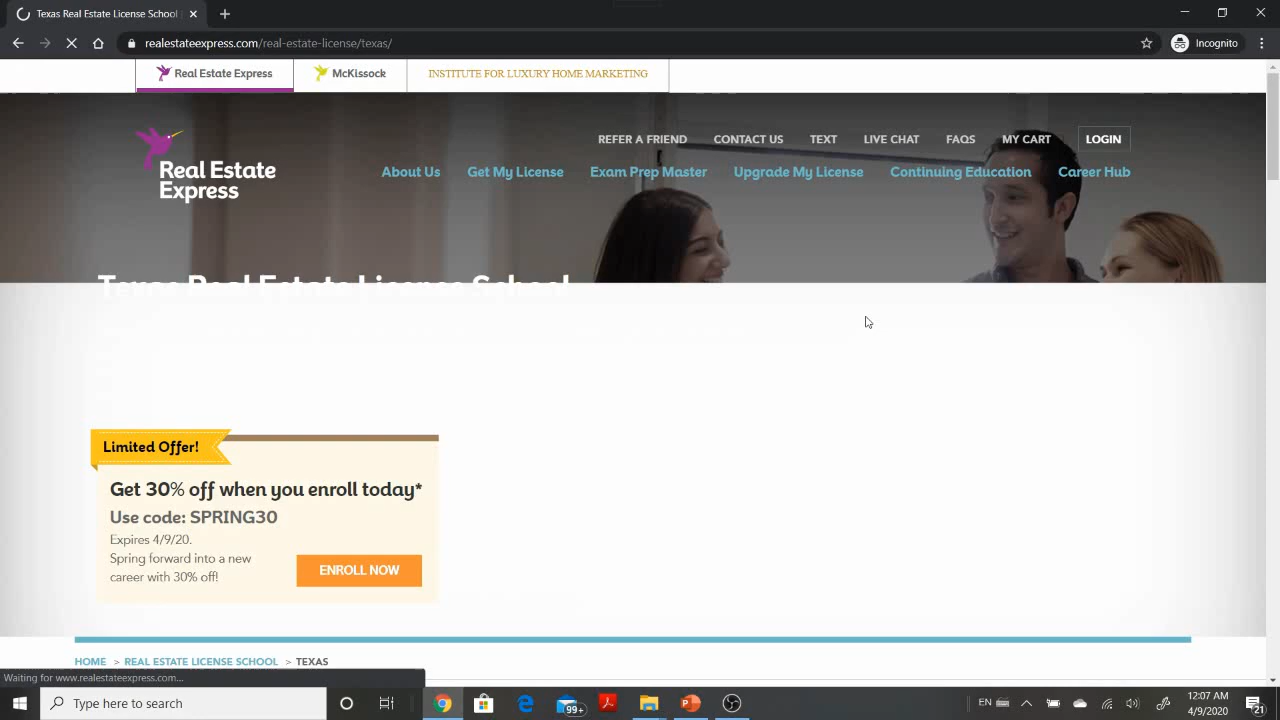 Texas Real Estate License School
realestateexpress.com/real-estate-license/texas/
Incognito
Real Estate Express
McKissock
INSTITUTE FOR LUXURY HOME MARKETING
REFER A FRIEND
CONTACT US
TEXT
LIVE CHAT
FAQS
MY CART
LOGIN
Real Estate
Express
About Us
Get My License
Exam Prep Master
Upgrade My License
Continuing Education
Career Hub
Texas Real Estate License School
Limited Offer!
Get 30% off when you enroll today*
Use code: SPRING30
Expires 4/9/20.
Spring forward into a new
career with 30% off!
ENROLL NOW
HOME > REAL ESTATE LICENSE SCHOOL > TEXAS
Waiting for www.realestateexpress.com...
Type here to search
99+
EN
12:07 AM
4/9/2020
21